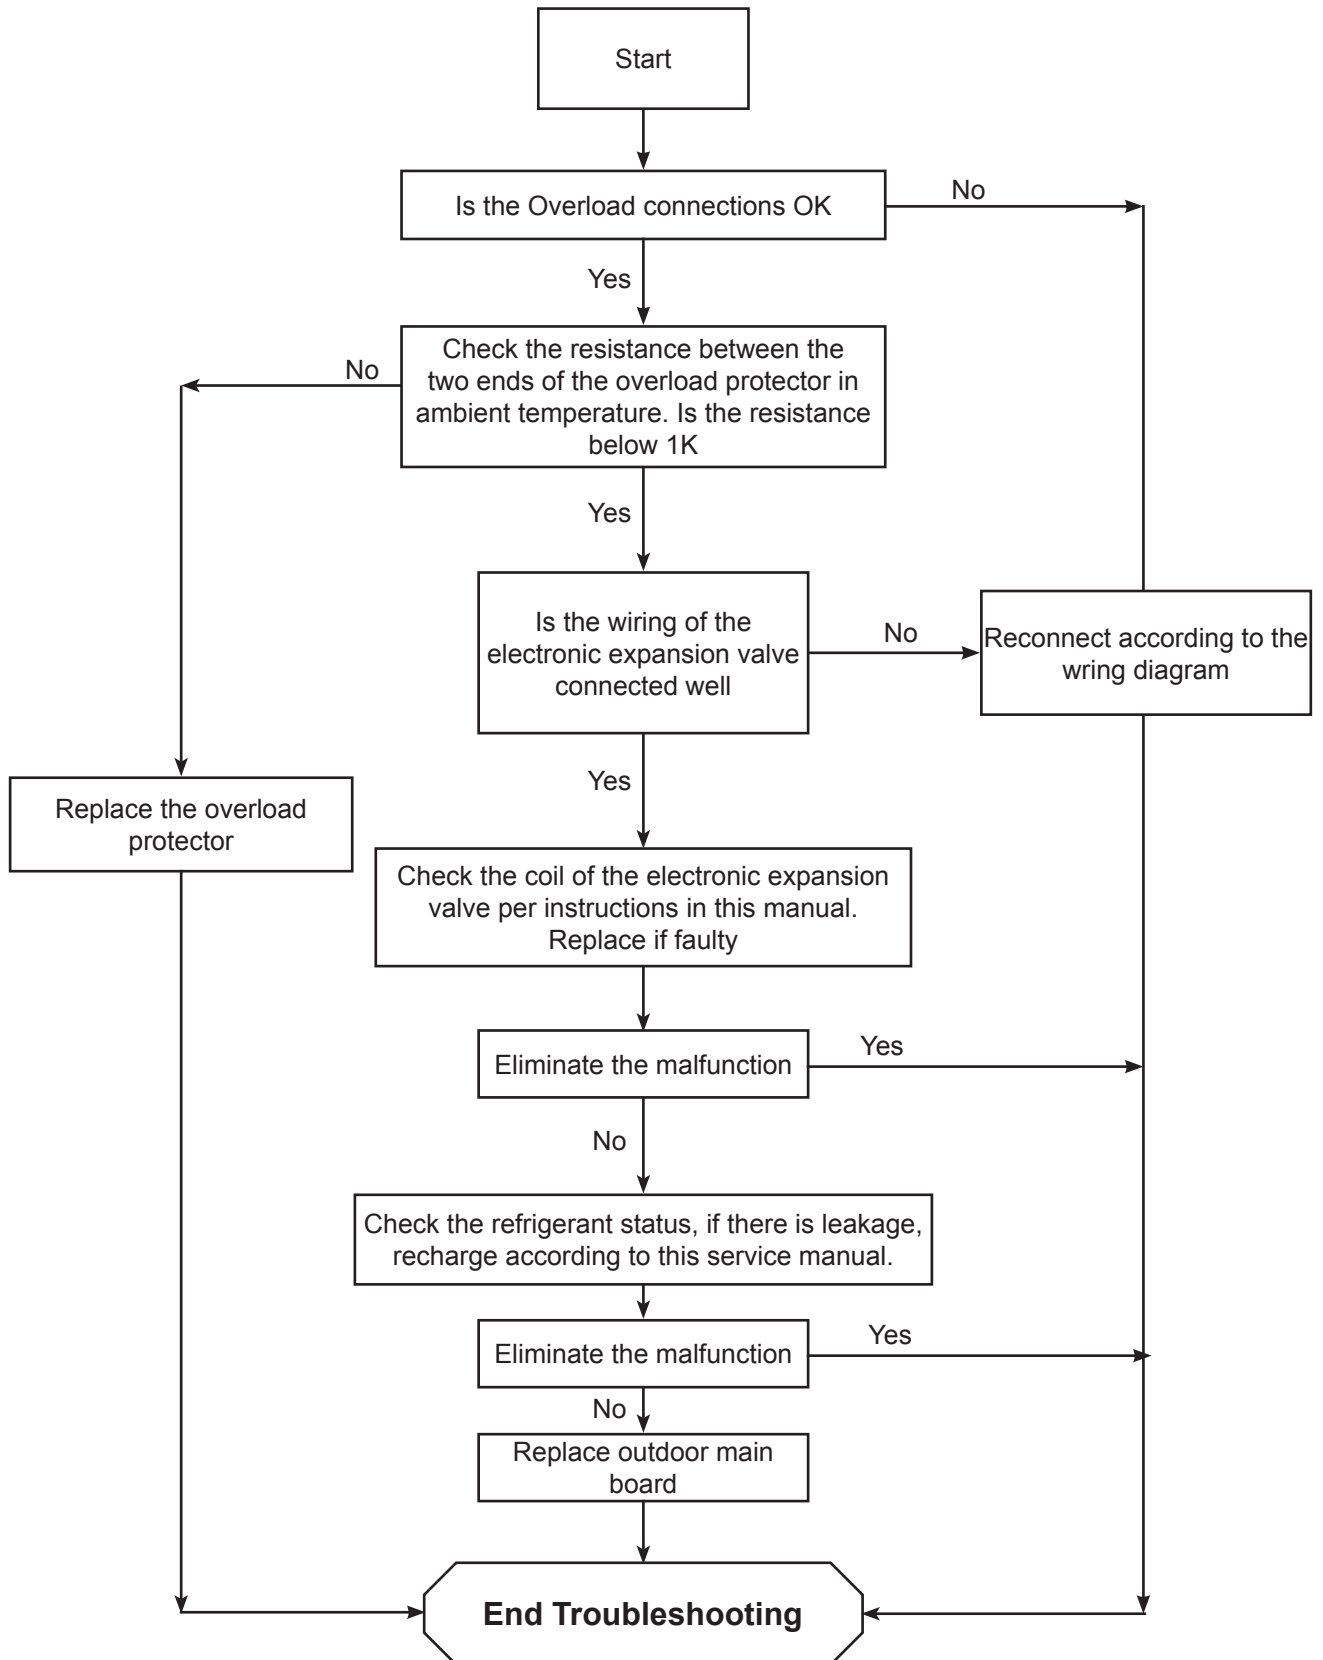 Start
Is the Overload connections OK
No
Yes
Check the resistance between the
two ends of the overload protector in
ambient temperature. Is the resistance
below 1K
No
Yes
Is the wiring of the
electronic expansion valve
connected well
No
Reconnect according to the
wring diagram
Yes
Replace the overload
protector
Check the coil of the electronic expansion
valve per instructions in this manual.
Replace if faulty
Eliminate the malfunction
Yes
No
Check the refrigerant status, if there is leakage,
recharge according to this service manual.
Eliminate the malfunction
Yes
No
Replace outdoor main
board
End Troubleshooting